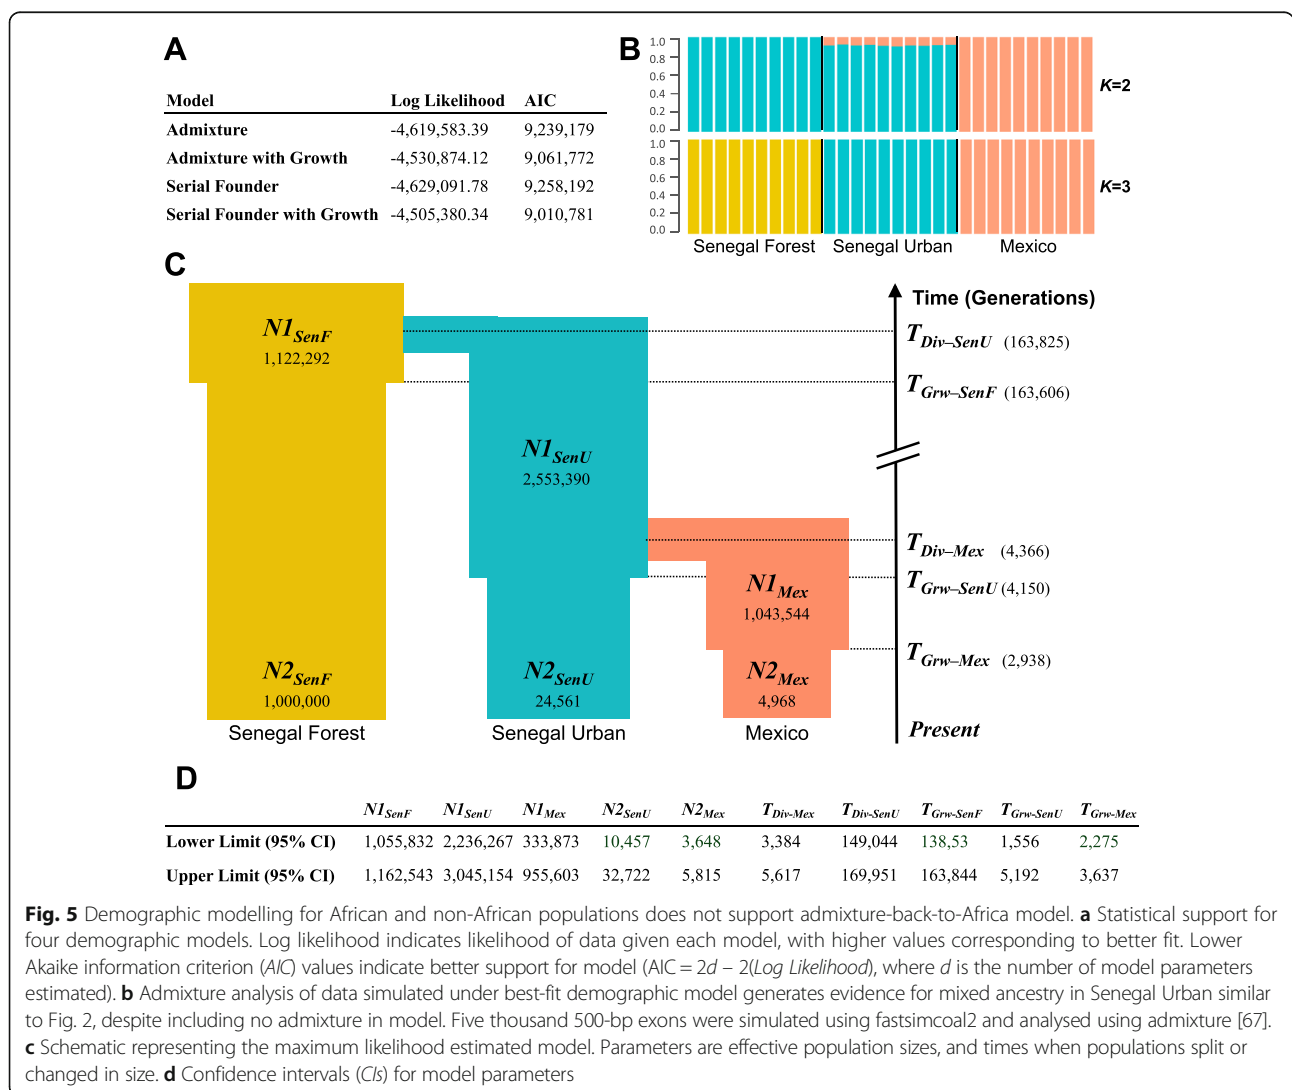 A
Model Log Likelihood AIC
Admixture -4,619,583.39 9,239,179
Admixture with Growth -4,530,874.12 9,061,772
Serial Founder -4,629,091.78 9,258,192
Serial Founder with Growth -4,505,380.34 9,010,781
B
1.0
0.8
0.6
0.4
0.2
0.0
K=2
1.0
0.8
0.6
0.4
0.2
0.0
K=3
Senegal Forest Senegal Urban Mexico
C
Time (Generations)
N1SenF
1,122,292
TDiv–SenU (163,825)
TGrw–SenF (163,606)
N1SenU
2,553,390
TDiv–Mex (4,366)
N1Mex
1,043,544
TGrw–SenU (4,150)
TGrw–Mex (2,938)
N2SenF
1,000,000
N2SenU
24,561
N2Mex
4,968
Senegal Forest Senegal Urban Mexico
Present
D
N1SenF N1SenU N1Mex N2SenU N2Mex TDiv-Mex TDiv-SenU TGrw-SenF TGrw-SenU TGrw-Mex
Lower Limit (95% CI) 1,055,832 2,236,267 333,873 10,457 3,648 3,384 149,044 138,53 1,556 2,275
Upper Limit (95% CI) 1,162,543 3,045,154 955,603 32,722 5,815 5,617 169,951 163,844 5,192 3,637
Fig. 5 Demographic modelling for African and non-African populations does not support admixture-back-to-Africa model. a Statistical support for
four demographic models. Log likelihood indicates likelihood of data given each model, with higher values corresponding to better fit. Lower
Akaike information criterion (AIC) values indicate better support for model (AIC = 2d – 2(Log Likelihood), where d is the number of model parameters
estimated). b Admixture analysis of data simulated under best-fit demographic model generates evidence for mixed ancestry in Senegal Urban similar
to Fig. 2, despite including no admixture in model. Five thousand 500-bp exons were simulated using fastsimcoal2 and analysed using admixture [67].
c Schematic representing the maximum likelihood estimated model. Parameters are effective population sizes, and times when populations split or
changed in size. d Confidence intervals (CIs) for model parameters